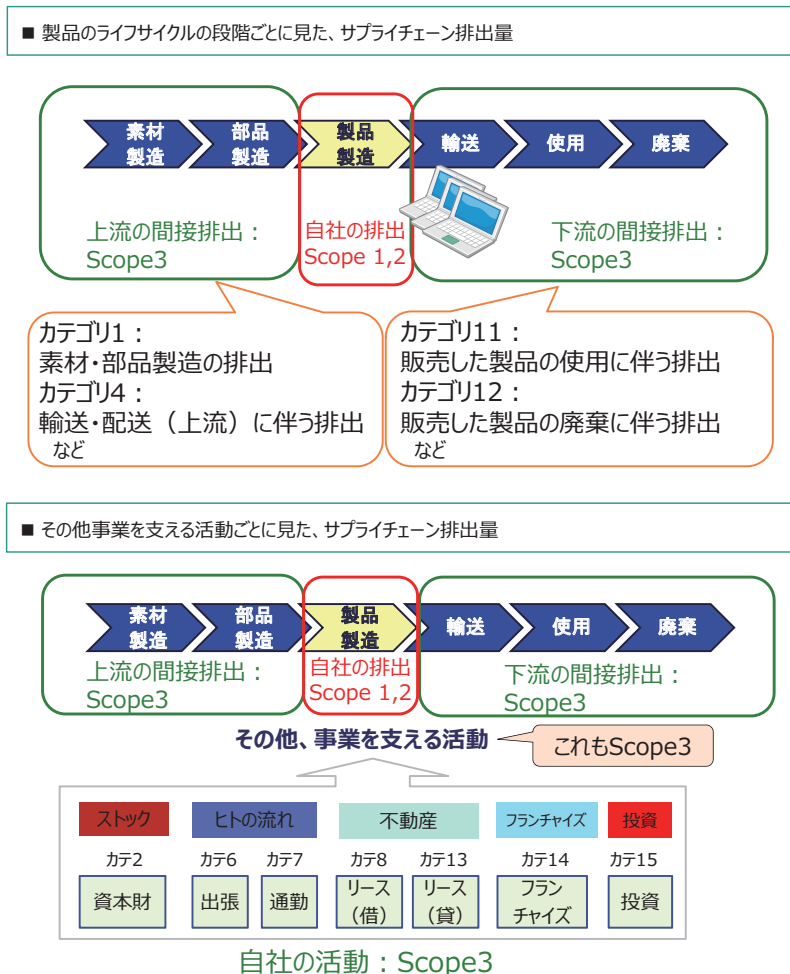 ■ 製品のライフサイクルの段階ごとに見た、サプライチェーン排出量
素材
製造
部品
製造
製品
製造
輸送
使用
廃棄
上流の間接排出：
Scope3
自社の排出
Scope 1,2
下流の間接排出：
Scope3
カテゴリ1：
素材・部品製造の排出
カテゴリ4：
輸送・配送（上流）に伴う排出
など
カテゴリ11：
販売した製品の使用に伴う排出
カテゴリ12：
販売した製品の廃棄に伴う排出
など
■ その他事業を支える活動ごとに見た、サプライチェーン排出量
素材
製造
部品
製造
製品
製造
輸送
使用
廃棄
上流の間接排出：
Scope3
自社の排出
Scope 1,2
下流の間接排出：
Scope3
その他、事業を支える活動
これもScope3
ストック
ヒトの流れ
不動産
フランチャイズ
投資
カテ2
カテ6
カテ7
カテ8
カテ13
カテ14
カテ15
資本財
出張
通勤
リース
（借）
リース
（貸）
フラン
チャイズ
投資
自社の活動：Scope3